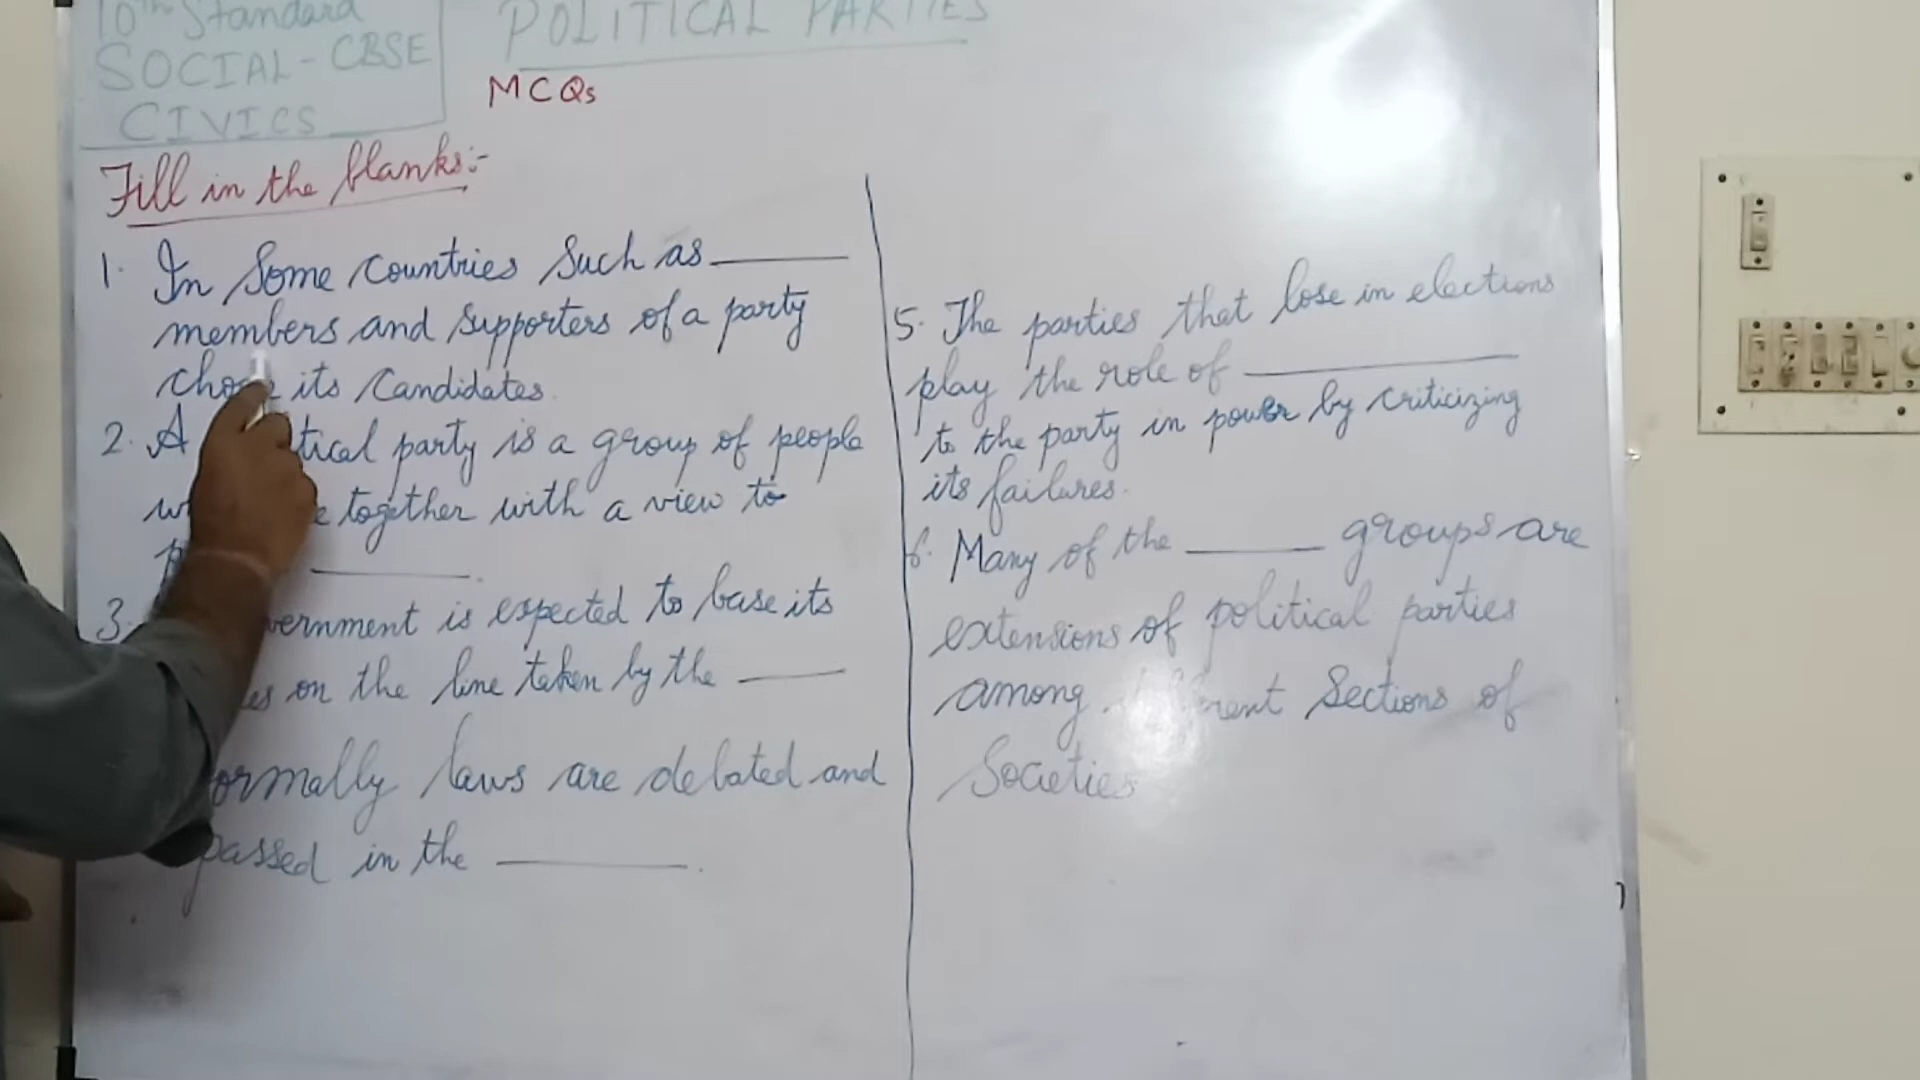 10th Standard
SOCIAL - CBSE
CIVICS
POLITICAL PARTIES
MCQs
Fill in the blanks:-
1. In Some Countries Such as ______
members and supporters of a party
its Candidates.
2. A party is a group of people
together with a view to
______.
3. is expected to base its
on the line taken by the ______
laws are debated and
passed in the ______.
5. The parties that lose in elections
play the role of ______
to the party in power by criticizing
its failures.
6. Many of the ______ groups are
extensions of political parties
among Sections of
Societies